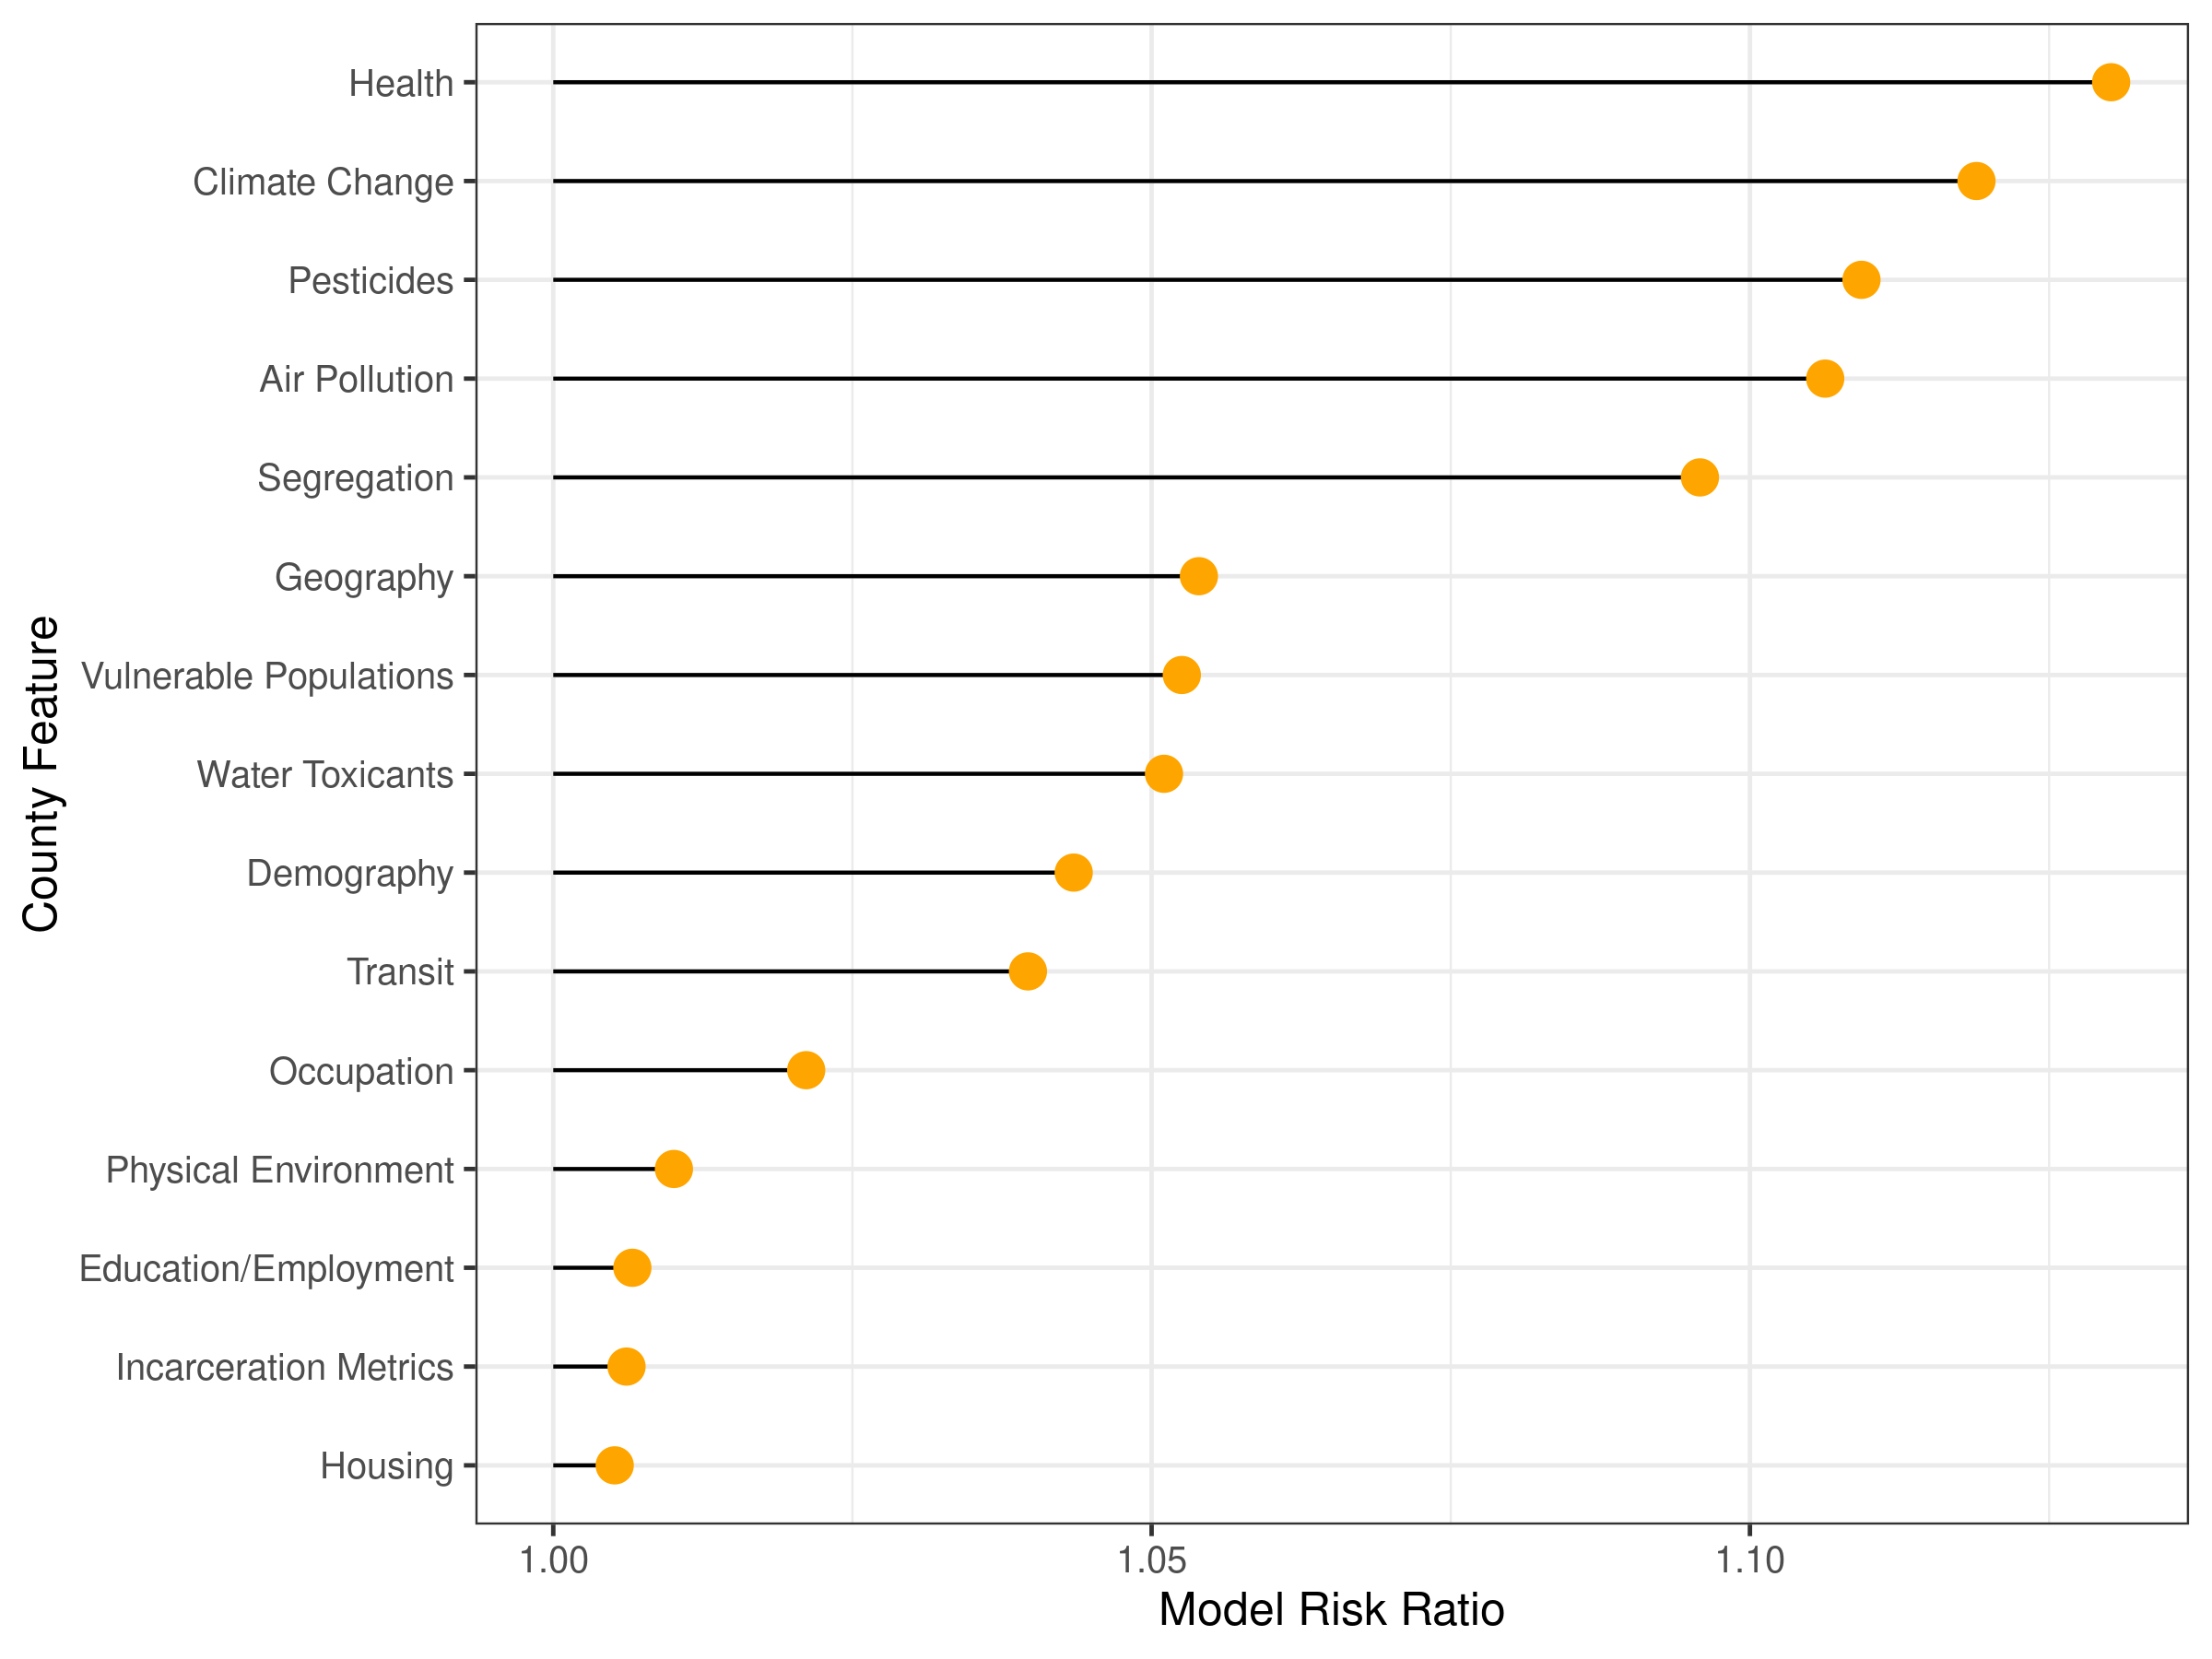 Health
Climate Change
Pesticides
Air Pollution
Segregation
Geography
Vulnerable Populations
Water Toxicants
Demography
Transit
Occupation
Physical Environment
Education/Employment
Incarceration Metrics
Housing
County Feature
1.00 1.05 1.10
Model Risk Ratio